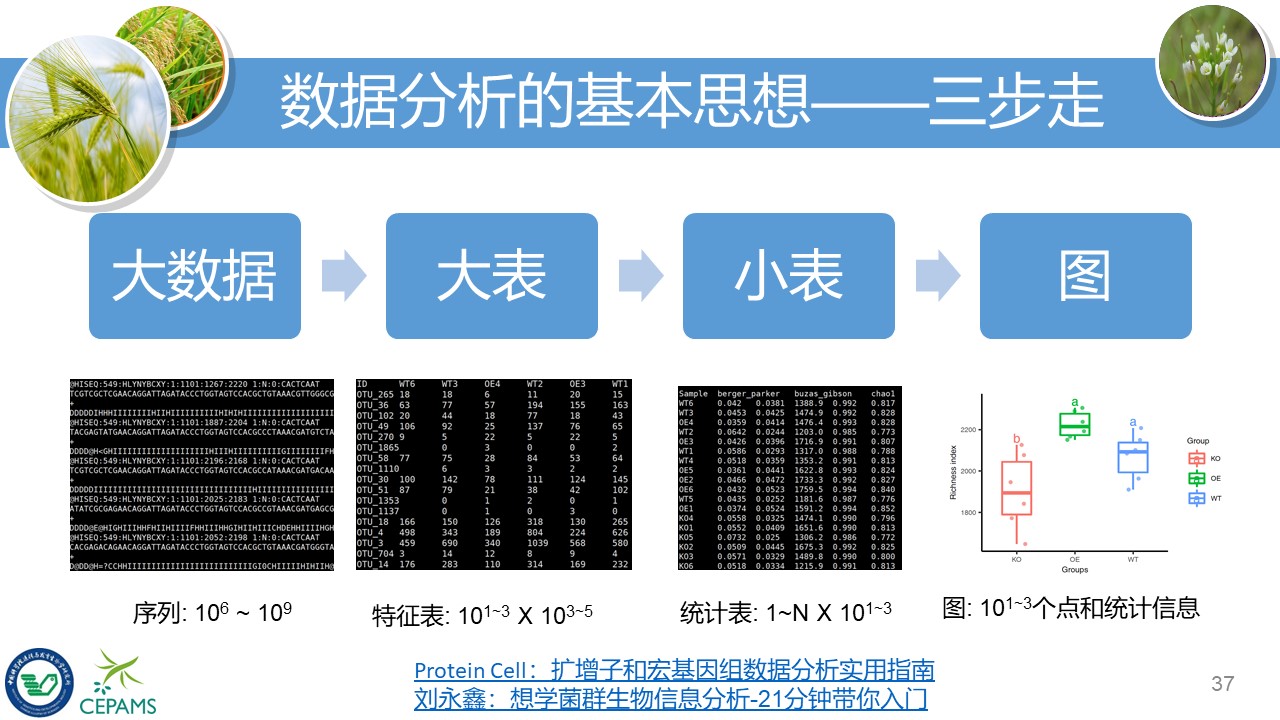 数据分析的基本思想——三步走
大数据
大表
小表
图
@HISEQ:549:HLYNYBCXY:1:1101:1267:2220 1:N:0:CACTCAAT
TCGTCGCTCGAACAGGATTAGATACCCTGGTAGTCCACGCTGTAAACGTTGGGCG
+
@HISEQ:549:HLYNYBCXY:1:1101:1887:2204 1:N:0:CACTCAAT
TACGAGTATGAACAGGATTAGATACCCTGGTAGTCCACGCCCTAAACGATGTCTA
+
@HISEQ:549:HLYNYBCXY:1:1101:2196:2168 1:N:0:CACTCAAT
TCGTCGCTCGAACAGGATTAGATACCCTGGTAGTCCACGCCATAAACGATGACAA
+
@HISEQ:549:HLYNYBCXY:1:1101:2025:2183 1:N:0:CACTCAAT
ATATCGCGAGAACAGGATTAGATACCCTGGTAGTCCACGCTGTAAACGATGAGCG
+
@HISEQ:549:HLYNYBCXY:1:1101:2052:2198 1:N:0:CACTCAAT
CACGAGACAGAACAGGATTAGATACCCTGGTAGTCCACGCTGTAAACGATGGGTA
+
ID WT6 WT3 OE4 WT2 OE3 WT1
OTU_265 18 18 6 11 20 15
OTU_36 63 77 57 194 155 163
OTU_102 20 44 18 77 18 43
OTU_49 106 92 25 137 76 65
OTU_270 9 5 22 5 22 5
OTU_1865 0 3 0 0 2
OTU_58 77 75 28 84 53 64
OTU_1110 6 3 3 2 2
OTU_30 100 142 78 111 124 145
OTU_51 87 79 21 38 42 102
OTU_1353 0 1 2 0 1
OTU_1137 0 1 0 3 0
OTU_18 166 150 126 318 130 265
OTU_4 498 343 189 804 224 626
OTU_3 459 690 340 1039 568 580
OTU_704 3 14 12 8 9 4
OTU_14 176 283 110 314 169 232
Sample berger_parker buzas_gibson chao1
WT6 0.042 0.0381 1388.9 0.992 0.817
WT3 0.0453 0.0425 1474.9 0.992 0.828
OE4 0.0359 0.0414 1476.4 0.993 0.828
WT2 0.0642 0.0244 1203.0 0.985 0.773
OE3 0.0426 0.0396 1716.9 0.991 0.807
WT1 0.0586 0.0293 1317.0 0.988 0.788
WT4 0.0518 0.0359 1353.2 0.991 0.813
OE5 0.0361 0.0441 1622.8 0.993 0.824
OE2 0.0466 0.0472 1733.3 0.992 0.827
OE6 0.0432 0.0523 1759.5 0.994 0.840
WT5 0.0435 0.0252 1181.6 0.987 0.776
OE1 0.0374 0.0524 1591.2 0.994 0.852
KO4 0.0558 0.0325 1474.1 0.990 0.796
KO1 0.0552 0.0409 1651.6 0.990 0.813
KO5 0.0732 0.025 1306.2 0.986 0.772
KO2 0.0509 0.0445 1675.3 0.992 0.825
KO3 0.0571 0.0329 1489.8 0.990 0.800
KO6 0.0518 0.0334 1215.9 0.991 0.813
Richness index
2200
2000
1800
b
a
a
KO OE WT
Groups
Group
KO
OE
WT
序列: 10⁶ ~ 10⁹
特征表: 10¹~³ X 10³~⁵
统计表: 1~N X 10¹~³
图: 10¹~³个点和统计信息
CEPAMS
Protein Cell：扩增子和宏基因组数据分析实用指南
刘永鑫：想学菌群生物信息分析-21分钟带你入门
37